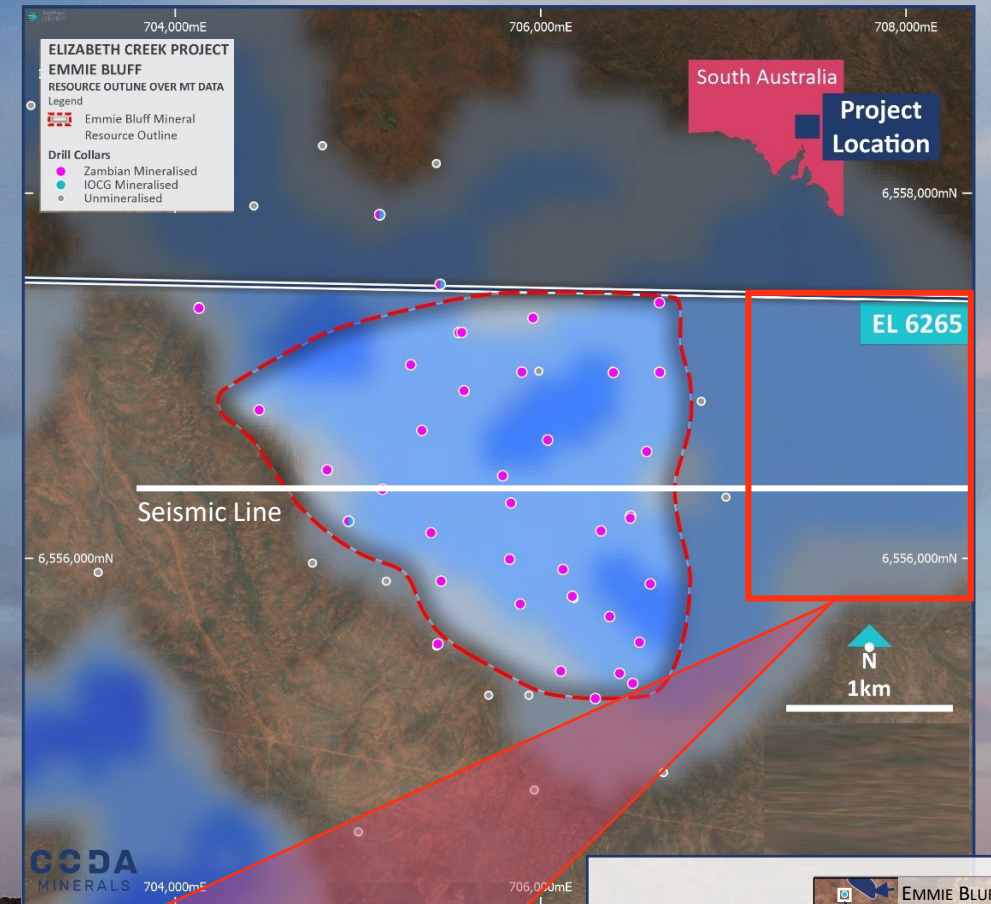 704,000mE
706,000mE
708,000mE
ELIZABETH CREEK PROJECT
EMMIE BLUFF
RESOURCE OUTLINE OVER MT DATA
Legend
Emmie Bluff Mineral
Resource Outline
Drill Collars
Zambian Mineralised
IOCG Mineralised
Unmineralised
South Australia
Project
Location
6,558,000mN
EL 6265
Seismic Line
6,556,000mN
6,556,000mN
N
1km
CODA
MINERALS
704,000mE
706,000mE
EMMIE BLUF